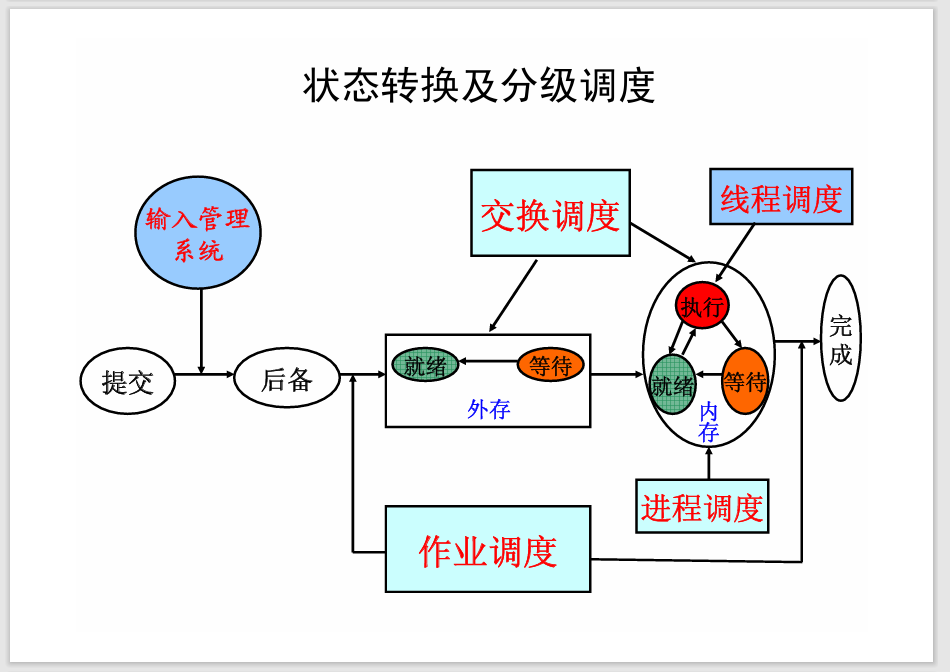 状态转换及分级调度
输入管理
系统
交换调度
线程调度
执行
完
成
提交
后备
就绪
等待
外存
就绪
等待
内
存
进程调度
作业调度